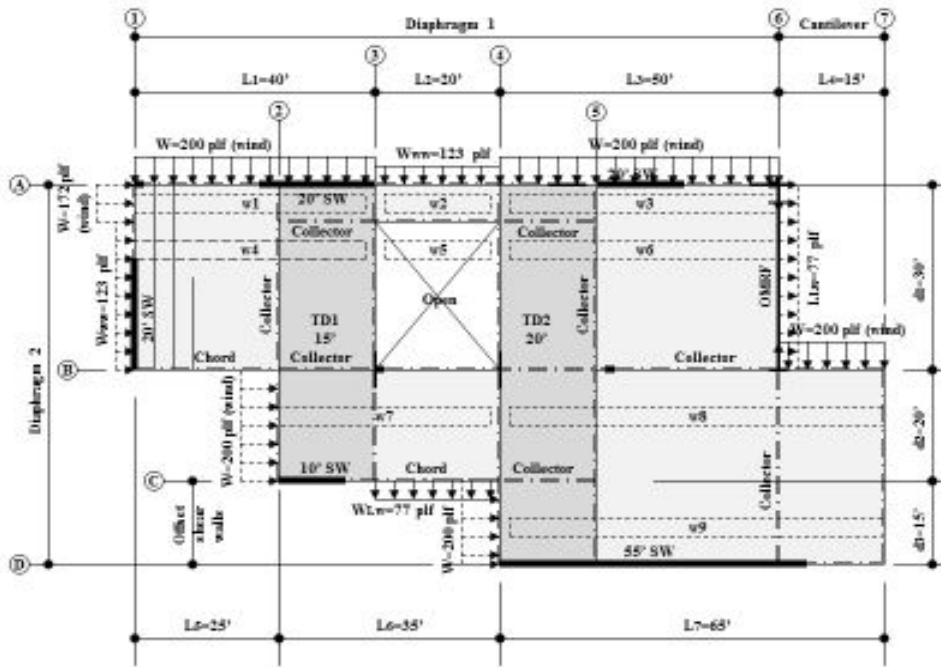 1
6
7
Diaphragm 1
Cantilever
3
4
L1=40'
L2=20'
L3=50'
L4=15'
2
5
W=200 plf (wind)
Www=123 plf
W=200 plf (wind)
A
W=172 plf (wind)
w1
20' SW
w2
20' SW
w3
Collector
Collector
w4
w5
w6
Www=123 plf
20' SW
Collector
TD1
15'
Open
TD2
20'
Collector
OMRF
LLw=77 plf
d1=30'
W=200 plf (wind)
Chord
Collector
Collector
B
Diaphragm 2
W=200 plf (wind)
w7
w8
d2=20'
10' SW
Chord
Collector
Collector
C
WLw=77 plf
Offset
shear
walls
W=200 plf
w9
d3=15'
55' SW
D
L5=25'
L6=35'
L7=65'